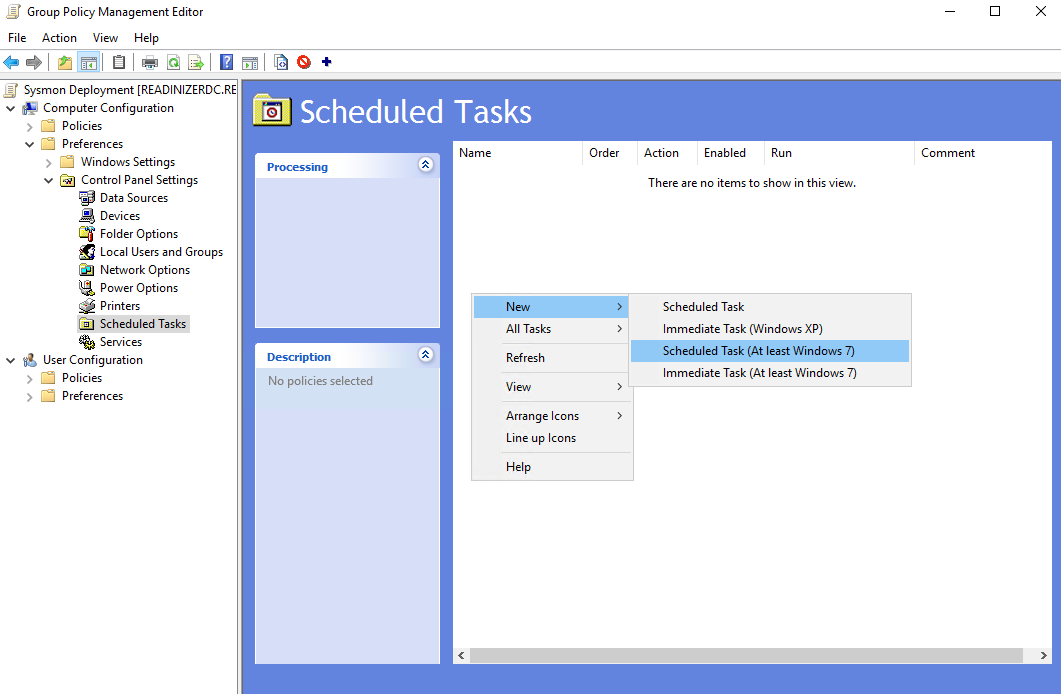 Group Policy Management Editor
File Action View Help
Sysmon Deployment [READINIZERDC.RE
Computer Configuration
Policies
Preferences
Windows Settings
Control Panel Settings
Data Sources
Devices
Folder Options
Local Users and Groups
Network Options
Power Options
Printers
Scheduled Tasks
Services
User Configuration
Policies
Preferences
Scheduled Tasks
Processing
Description
No policies selected
Name Order Action Enabled Run Comment
There are no items to show in this view.
New
All Tasks
Refresh
View
Arrange Icons
Line up Icons
Help
Scheduled Task
Immediate Task (Windows XP)
Scheduled Task (At least Windows 7)
Immediate Task (At least Windows 7)